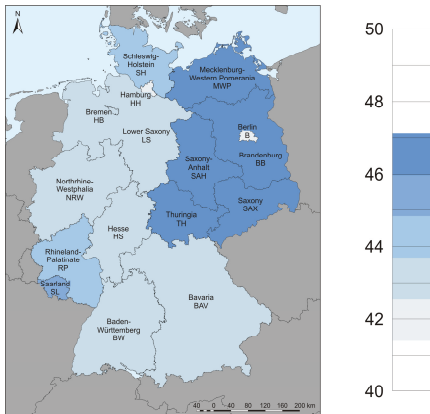 N
Schleswig-
Holstein
SH
Mecklenburg-
Western Pomerania
MWP
Hamburg
HH
Bremen
HB
Lower Saxony
LS
Berlin
B
Brandenburg
BB
Saxony-
Anhalt
SAH
Northrhine-
Westphalia
NRW
Hesse
HS
Thuringia
TH
Saxony
SAX
Rhineland-
Palatinate
RP
Saarland
SL
Bavaria
BAV
Baden-
Württemberg
BW
40 0 40 80 120 160 200 km
50
48
46
44
42
40